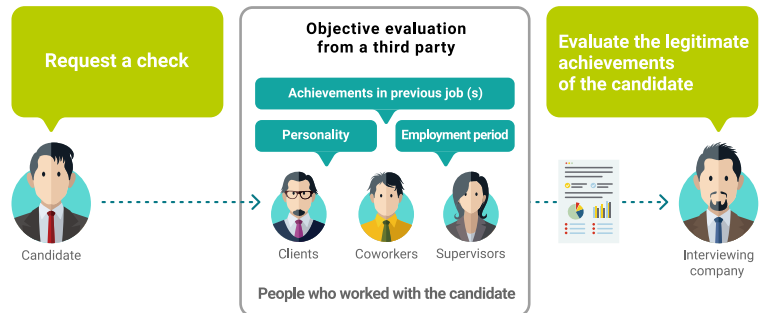 Request a check
Candidate
Objective evaluation
from a third party
Achievements in previous job (s)
Personality
Employment period
Clients
Coworkers
Supervisors
People who worked with the candidate
Evaluate the legitimate
achievements
of the candidate
Interviewing
company